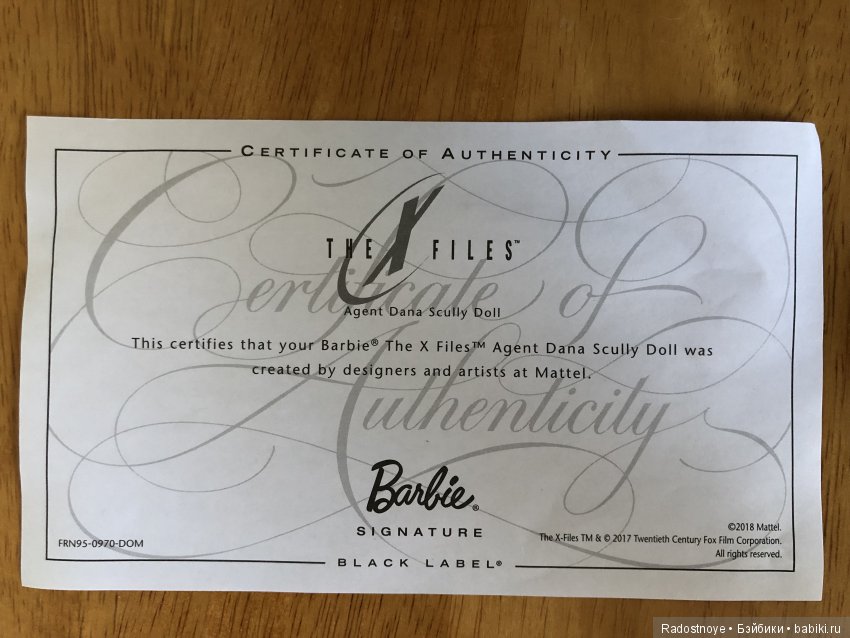 CERTIFICATE OF AUTHENTICITY
THE X FILES™
Certificate of
Authenticity
Agent Dana Scully Doll
This certifies that your Barbie® The X Files™ Agent Dana Scully Doll was
created by designers and artists at Mattel.
Barbie®
SIGNATURE
FRN95-0970-DOM
©2018 Mattel.
The X-Files TM & © 2017 Twentieth Century Fox Film Corporation.
All rights reserved.
BLACK LABEL®
Radostnoye • Бэйбики • babiki.ru